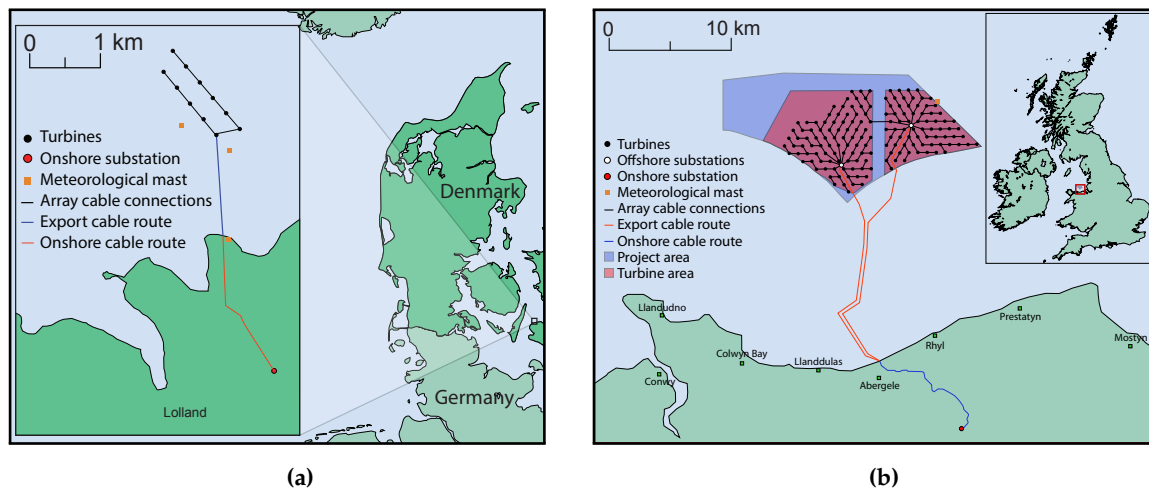 0 1 km
Turbines
Onshore substation
Meteorological mast
Array cable connections
Export cable route
Onshore cable route
Lolland
Denmark
Germany
(a)
0 10 km
Turbines
Offshore substations
Onshore substation
Meteorological mast
Array cable connections
Export cable route
Onshore cable route
Project area
Turbine area
Llandudno
Prestatyn
Rhyl
Mostyn
Colwyn Bay
Llanddulas
Conwy
Abergele
(b)